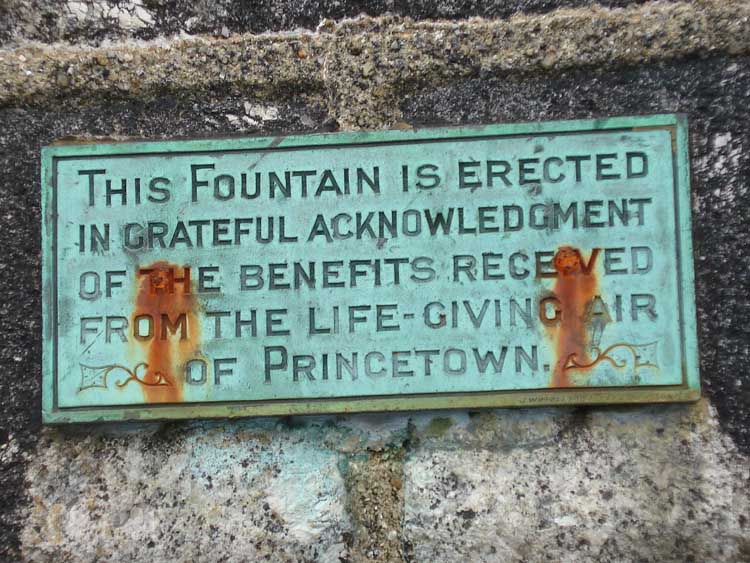 THIS FOUNTAIN IS ERECTED
IN GRATEFUL ACKNOWLEDGMENT
OF THE BENEFITS RECEIVED
FROM THE LIFE-GIVING AIR
OF PRINCETOWN.